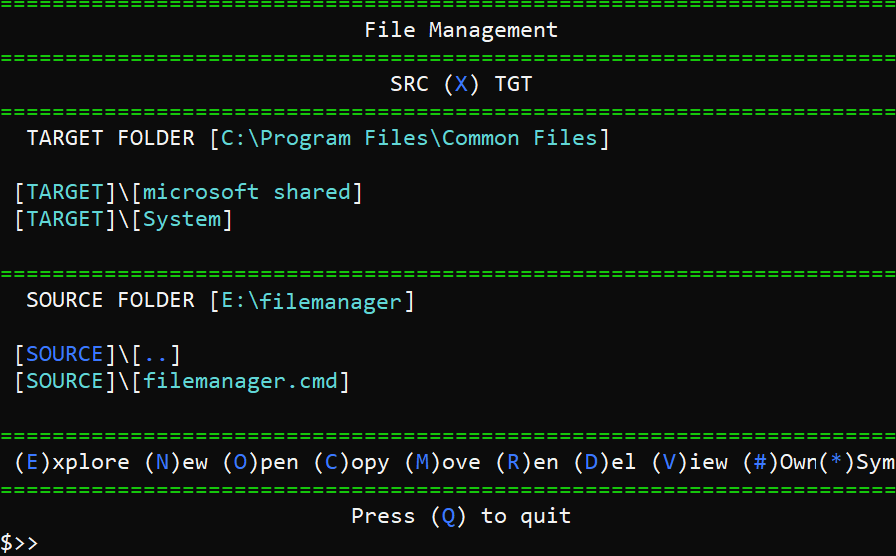 =====================================================================
File Management
=====================================================================
SRC (X) TGT
=====================================================================
TARGET FOLDER [C:\Program Files\Common Files]
[TARGET]\[microsoft shared]
[TARGET]\[System]
=====================================================================
SOURCE FOLDER [E:\filemanager]
[SOURCE]\[..]
[SOURCE]\[filemanager.cmd]
=====================================================================
(E)xplore (N)ew (O)pen (C)opy (M)ove (R)en (D)el (V)iew (#)Own(*)Sym
=====================================================================
Press (Q) to quit
$>>